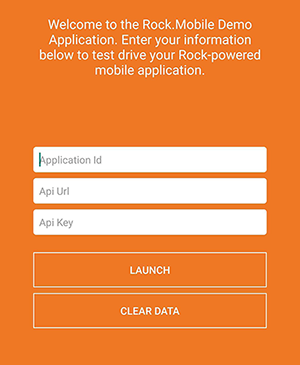 Welcome to the Rock.Mobile Demo
Application. Enter your information
below to test drive your Rock-powered
mobile application.
Application Id
Api Url
Api Key
LAUNCH
CLEAR DATA